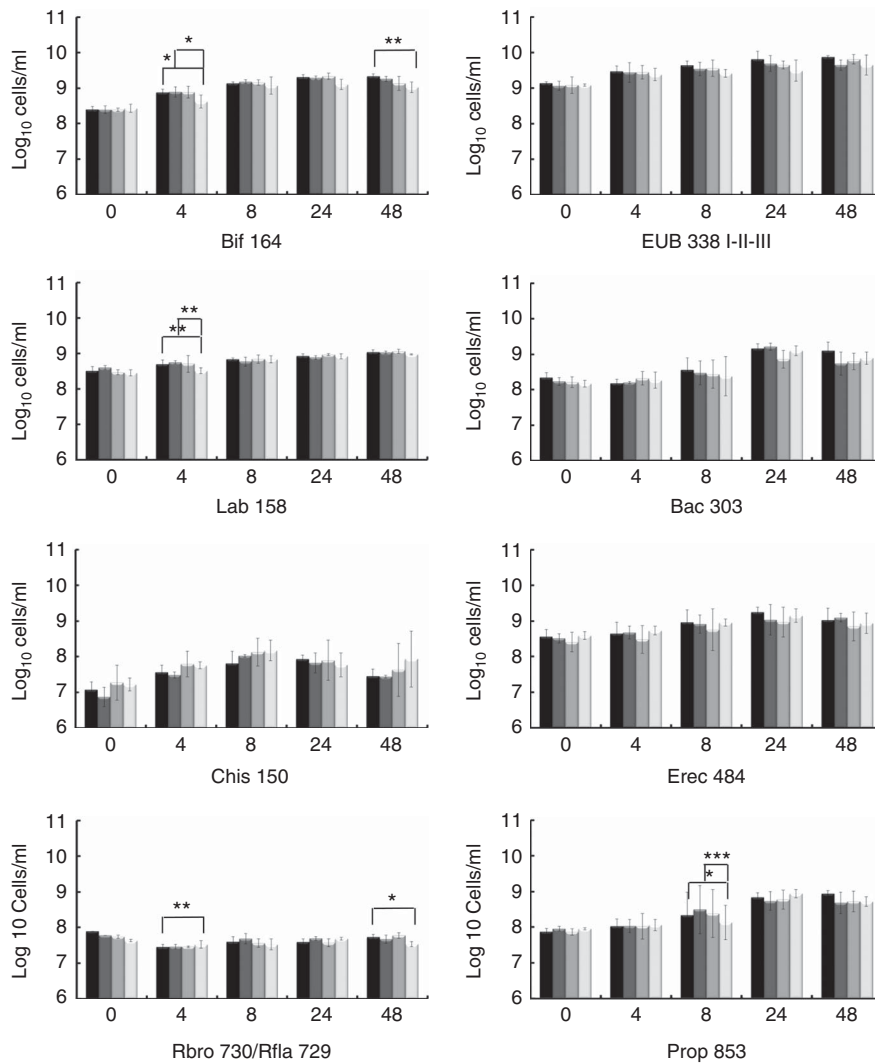 Log10 cells/ml
11
10
9
8
7
6
* *
**
0 4 8 24 48
Bif 164
Log10 cells/ml
11
10
9
8
7
6
0 4 8 24 48
EUB 338 I-II-III
Log10 cells/ml
11
10
9
8
7
6
**
**
0 4 8 24 48
Lab 158
Log10 cells/ml
11
10
9
8
7
6
0 4 8 24 48
Bac 303
Log10 cells/ml
11
10
9
8
7
6
0 4 8 24 48
Chis 150
Log10 cells/ml
11
10
9
8
7
6
0 4 8 24 48
Erec 484
Log 10 Cells/ml
11
10
9
8
7
6
**
*
0 4 8 24 48
Rbro 730/Rfla 729
Log 10 Cells/ml
11
10
9
8
7
6
***
*
0 4 8 24 48
Prop 853